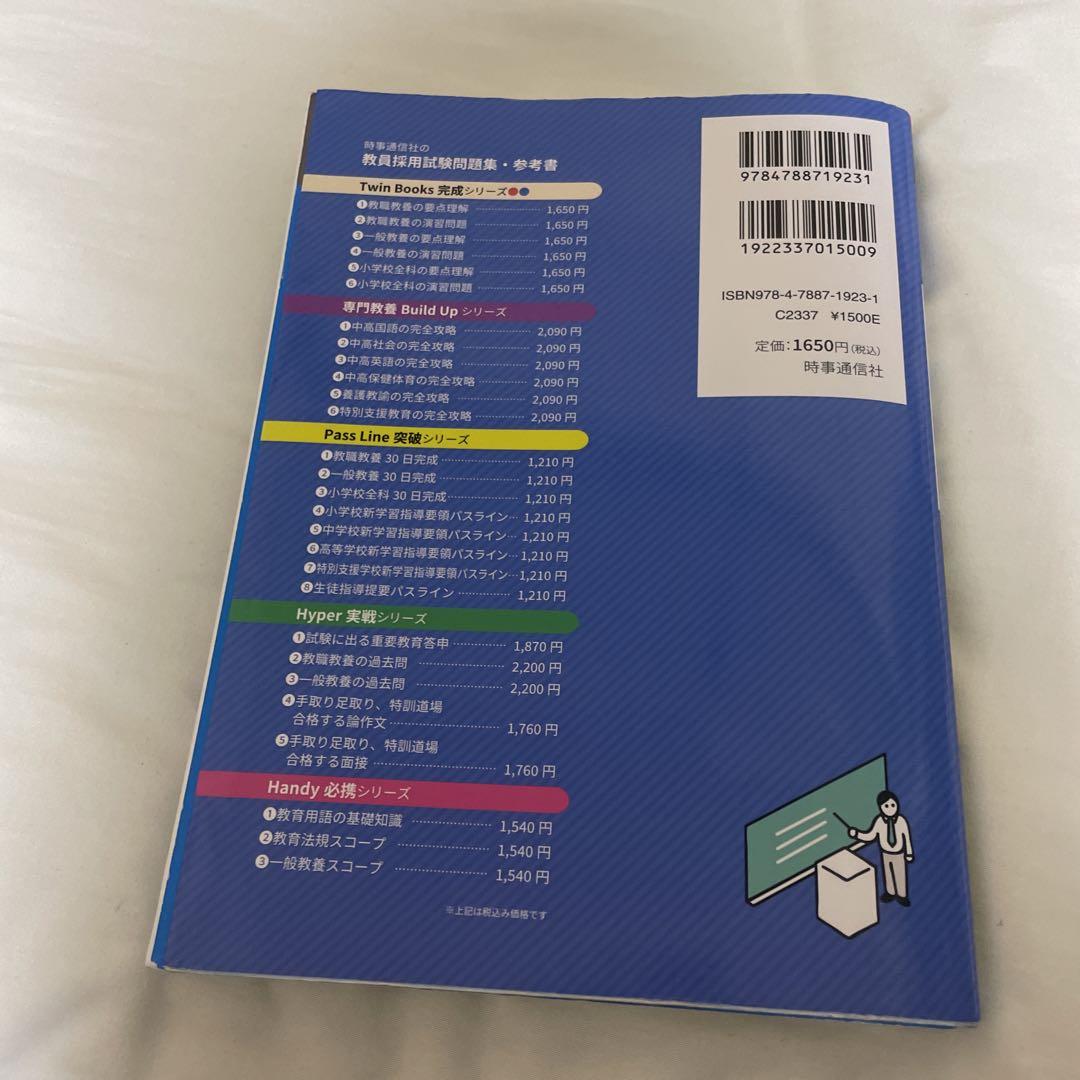 時事通信社の
教員採用試験問題集・参考書
Twin Books 完成シリーズ
❶教職教養の要点理解 1,650円
❷教職教養の演習問題 1,650円
❸一般教養の要点理解 1,650円
❹一般教養の演習問題 1,650円
❺小学校全科の要点理解 1,650円
❻小学校全科の演習問題 1,650円
専門教養 Build Up シリーズ
❶中高国語の完全攻略 2,090円
❷中高社会の完全攻略 2,090円
❸中高英語の完全攻略 2,090円
❹中高保健体育の完全攻略 2,090円
❺養護教諭の完全攻略 2,090円
❻特別支援教育の完全攻略 2,090円
Pass Line 突破シリーズ
❶教職教養 30日完成 1,210円
❷一般教養 30日完成 1,210円
❸小学校全科 30日完成 1,210円
❹小学校新学習指導要領パスライン 1,210円
❺中学校新学習指導要領パスライン 1,210円
❻高等学校新学習指導要領パスライン 1,210円
❼特別支援学校新学習指導要領パスライン 1,210円
❽生徒指導提要パスライン 1,210円
Hyper 実戦シリーズ
❶試験に出る重要教育答申 1,870円
❷教職教養の過去問 2,200円
❸一般教養の過去問 2,200円
❹手取り足取り、特訓道場
合格する論作文 1,760円
❺手取り足取り、特訓道場
合格する面接 1,760円
Handy 必携シリーズ
❶教育用語の基礎知識 1,540円
❷教育法規スコープ 1,540円
❸一般教養スコープ 1,540円
※上記は税込み価格です
9784788719231
1922337015009
ISBN978-4-7887-1923-1
C2337 ¥1500E
定価:1650円(税込)
時事通信社